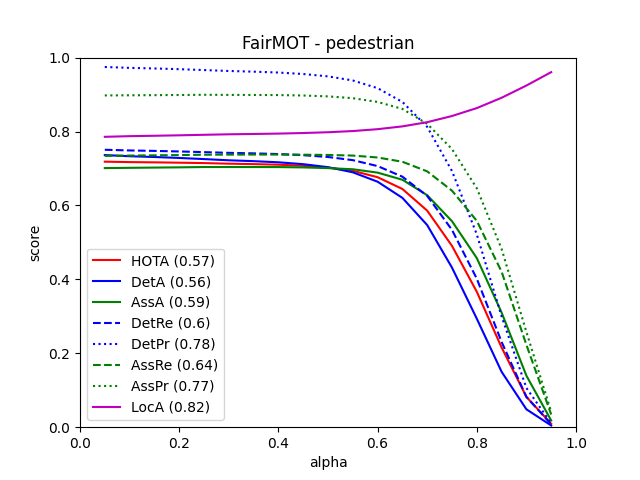 FairMOT - pedestrian
score
1.0
0.8
0.6
0.4
0.2
0.0
HOTA (0.57)
DetA (0.56)
AssA (0.59)
DetRe (0.6)
DetPr (0.78)
AssRe (0.64)
AssPr (0.77)
LocA (0.82)
0.0 0.2 0.4 0.6 0.8 1.0
alpha